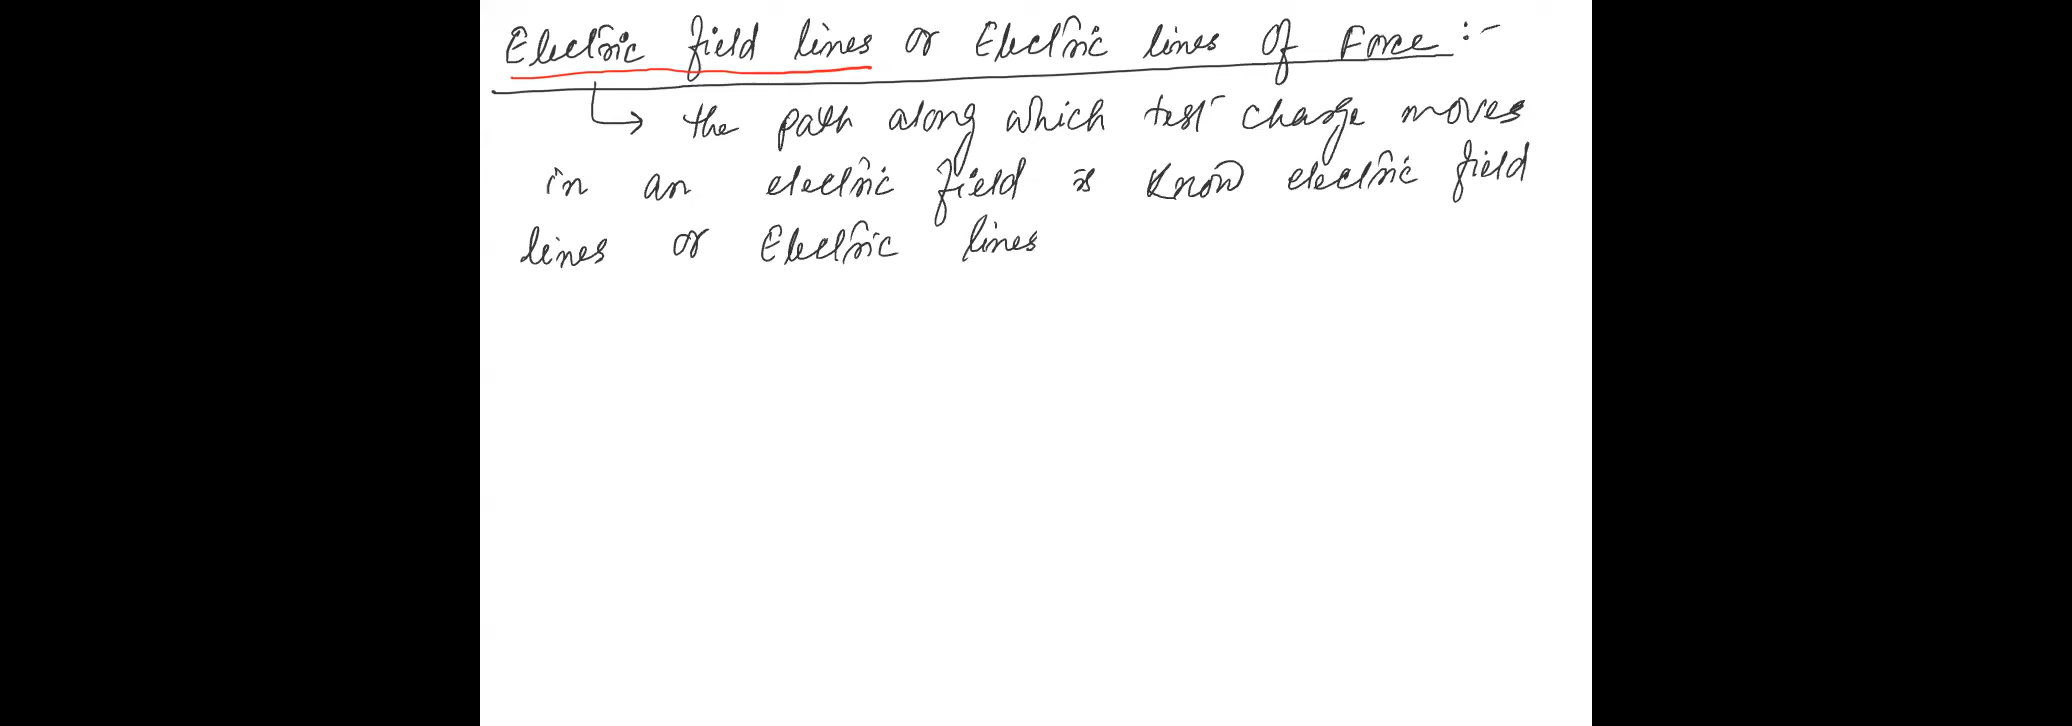 Electric field lines or Electric lines of Force :-
the path along which test charge moves
in an electric field is know electric field
lines or Electric lines